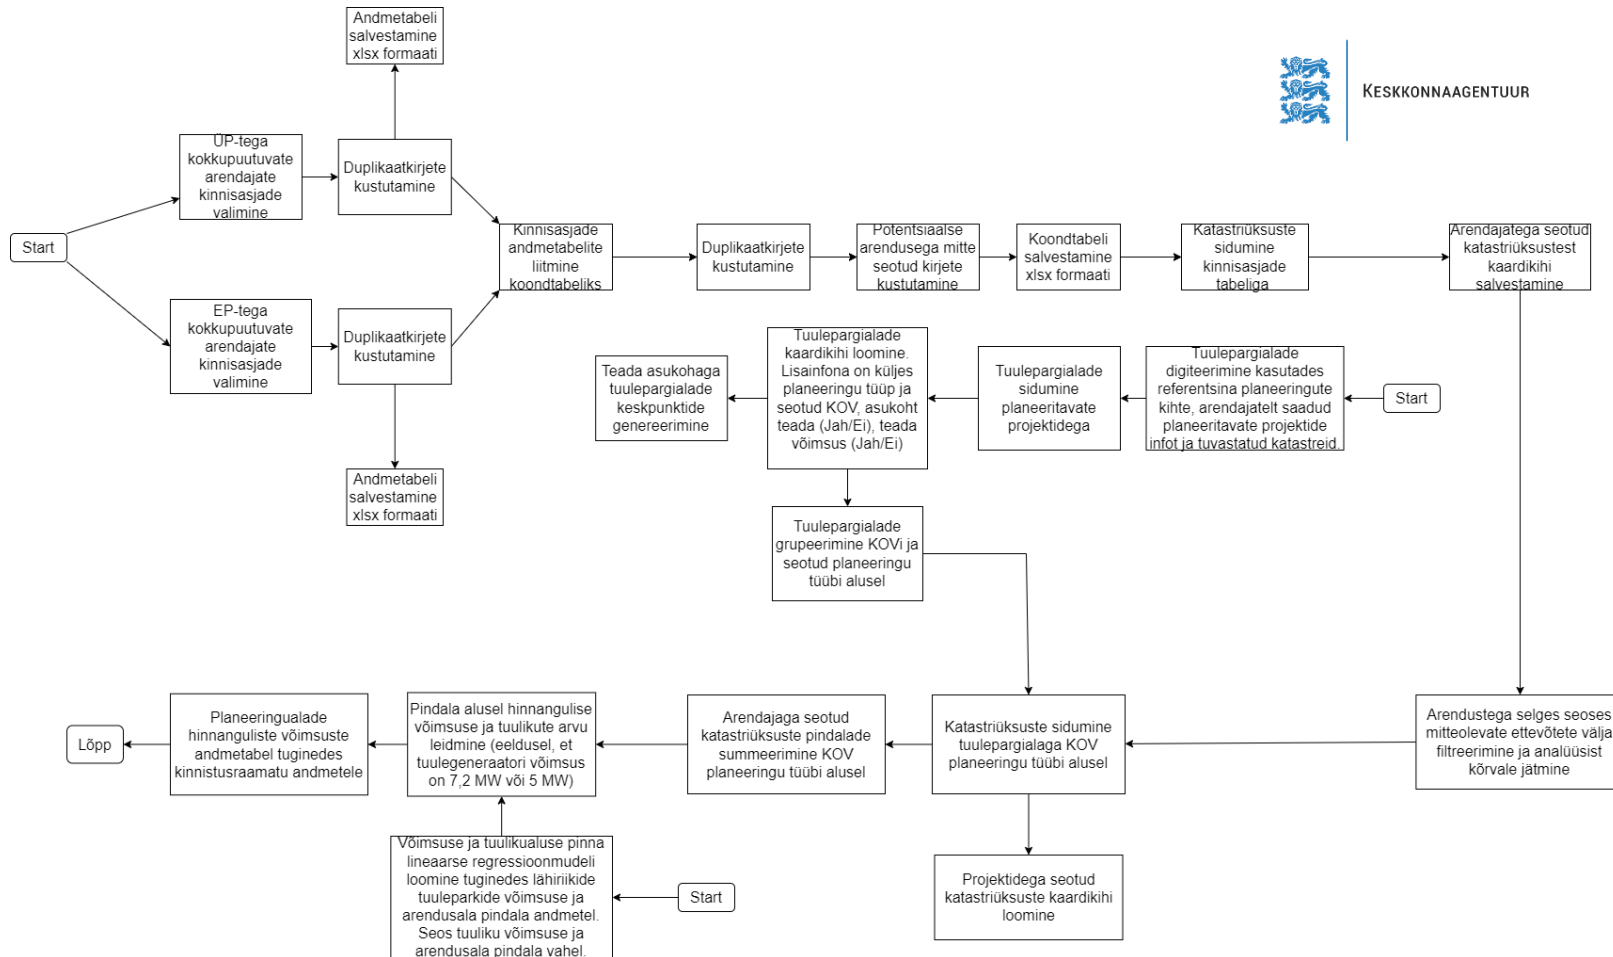 Andmetabeli
salvestamine
xlsx formaati
KESKKONNAAGENTUUR
ÜP-tega
kokkupuutuvate
arendajate
kinnisasjade
valimine
Duplikaatkirjete
kustutamine
Start
Kinnisasjade
andmetabelite
liitmine
koondtabeliks
Duplikaatkirjete
kustutamine
Potentsiaalse
arendusega mitte
seotud kirjete
kustutamine
Koondtabeli
salvestamine
xlsx formaati
Katastriüksuste
sidumine
kinnisasjade
tabeliga
Arendajatega seotud
katastriüksustest
kaardikihi
salvestamine
EP-tega
kokkupuutuvate
arendajate
kinnisasjade
valimine
Duplikaatkirjete
kustutamine
Andmetabeli
salvestamine
xlsx formaati
Teada asukohaga
tuulepargialade
keskpunktide
genereerimine
Tuulepargialade
kaardikihi loomine.
Lisainfona on küljes
planeeringu tüüp ja
seotud KOV, asukoht
teada (Jah/Ei), teada
võimsus (Jah/Ei)
Tuulepargialade
sidumine
planeeritavate
projektidega
Tuulepargialade
digiteerimine kasutades
referentsina planeeringute
kihte, arendajatelt saadud
planeeritavate projektide
infot ja tuvastatud katastreid.
Start
Tuulepargialade
grupeerimine KOVi ja
seotud planeeringu
tüübi alusel
Lõpp
Planeeringualade
hinnanguliste võimsuste
andmetabel tuginedes
kinnistusraamatu andmetele
Pindala alusel hinnangulise
võimsuse ja tuulikute arvu
leidmine (eeldusel, et
tuulegeneraatori võimsus
on 7,2 MW või 5 MW)
Arendajaga seotud
katastriüksuste pindalade
summeerimine KOV
planeeringu tüübi alusel
Katastriüksuste sidumine
tuulepargialaga KOV
planeeringu tüübi alusel
Arendustega selges seoses
mitteolevate ettevõtete välja
filtreerimine ja analüüsist
kõrvale jätmine
Võimsuse ja tuulikualuse pinna
lineaarse regressioonmudeli
loomine tuginedes lähiriikide
tuuleparkide võimsuse ja
arendusala pindala andmetel.
Seos tuuliku võimsuse ja
arendusala pindala vahel.
Start
Projektidega seotud
katastriüksuste kaardikihi
loomine